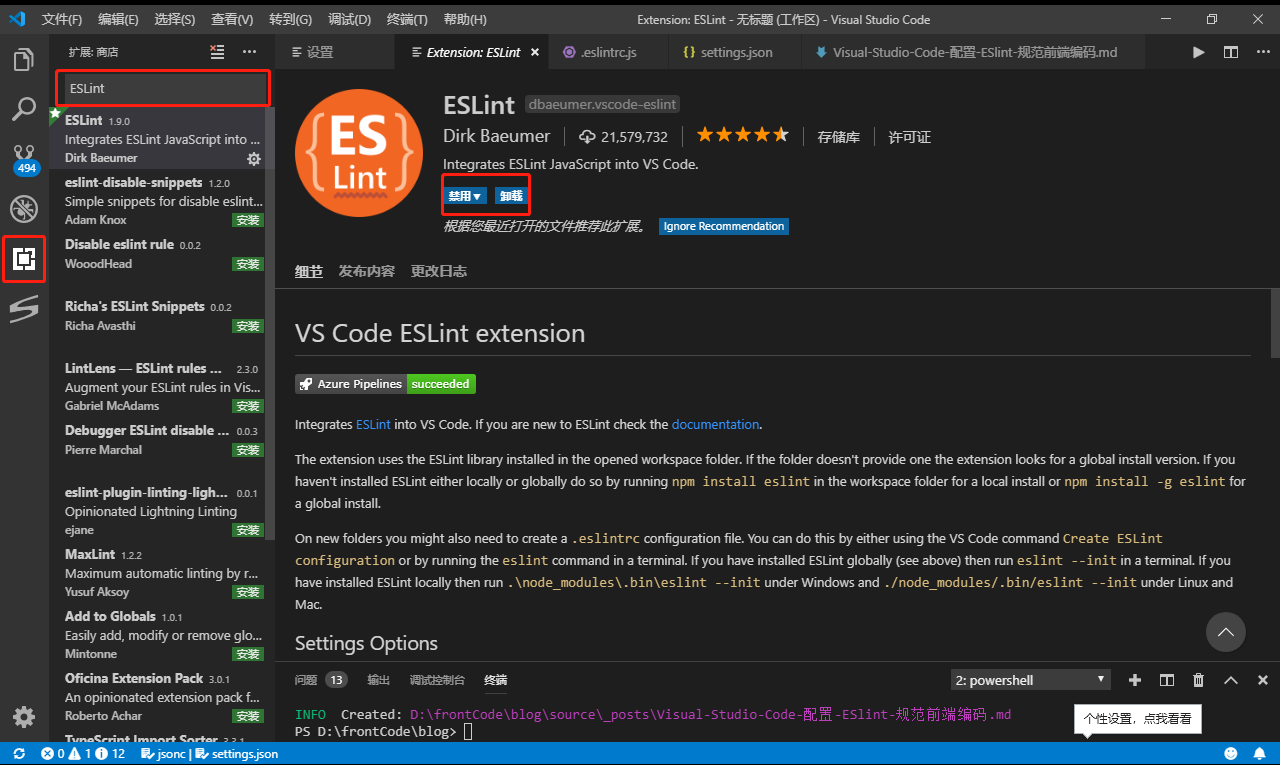 文件(F) 编辑(E) 选择(S) 查看(V) 转到(G) 调试(D) 终端(T) 帮助(H) Extension: ESLint - 无标题 (工作区) - Visual Studio Code
扩展: 商店
设置 Extension: ESLint .eslintrc.js settings.json Visual-Studio-Code-配置-ESlint-规范前端编码.md
ESLint
ESLint 1.9.0
Integrates ESLint JavaScript into ...
Dirk Baeumer
494
eslint-disable-snippets 1.2.0
Simple snippets for disable eslint...
Adam Knox 安装
Disable eslint rule 0.0.2
WooodHead 安装
Richa's ESLint Snippets 0.0.2
Richa Avasthi 安装
LintLens — ESLint rules ... 2.3.0
Augment your ESLint rules in Vis...
Gabriel McAdams 安装
Debugger ESLint disable ... 0.0.3
Pierre Marchal 安装
eslint-plugin-linting-ligh... 0.0.1
Opinionated Lightning Linting
ejane 安装
MaxLint 1.2.2
Maximum automatic linting by r...
Yusuf Aksoy 安装
Add to Globals 1.0.1
Easily add, modify or remove glo...
Mintonne 安装
Oficina Extension Pack 3.0.1
An opinionated extension pack f...
Roberto Achar 安装
TypeScript Import Sorter 3.3.1
ES
Lint
ESLint dbaeumer.vscode-eslint
Dirk Baeumer 21,579,732 存储库 许可证
Integrates ESLint JavaScript into VS Code.
禁用 卸载
根据您最近打开的文件推荐此扩展。 Ignore Recommendation
细节 发布内容 更改日志
VS Code ESLint extension
Azure Pipelines succeeded
Integrates ESLint into VS Code. If you are new to ESLint check the documentation.
The extension uses the ESLint library installed in the opened workspace folder. If the folder doesn't provide one the extension looks for a global install version. If you
haven't installed ESLint either locally or globally do so by running npm install eslint in the workspace folder for a local install or npm install -g eslint for
a global install.
On new folders you might also need to create a .eslintrc configuration file. You can do this by either using the VS Code command Create ESLint
configuration or by running the eslint command in a terminal. If you have installed ESLint globally (see above) then run eslint --init in a terminal. If you
have installed ESLint locally then run .\node_modules\.bin\eslint --init under Windows and ./node_modules/.bin/eslint --init under Linux and
Mac.
Settings Options
问题 13 输出 调试控制台 终端 2: powershell
INFO Created: D:\frontCode\blog\source\_posts\Visual-Studio-Code-配置-ESlint-规范前端编码.md
PS D:\frontCode\blog>
个性设置，点我看看
0 1 12 jsonc | settings.json